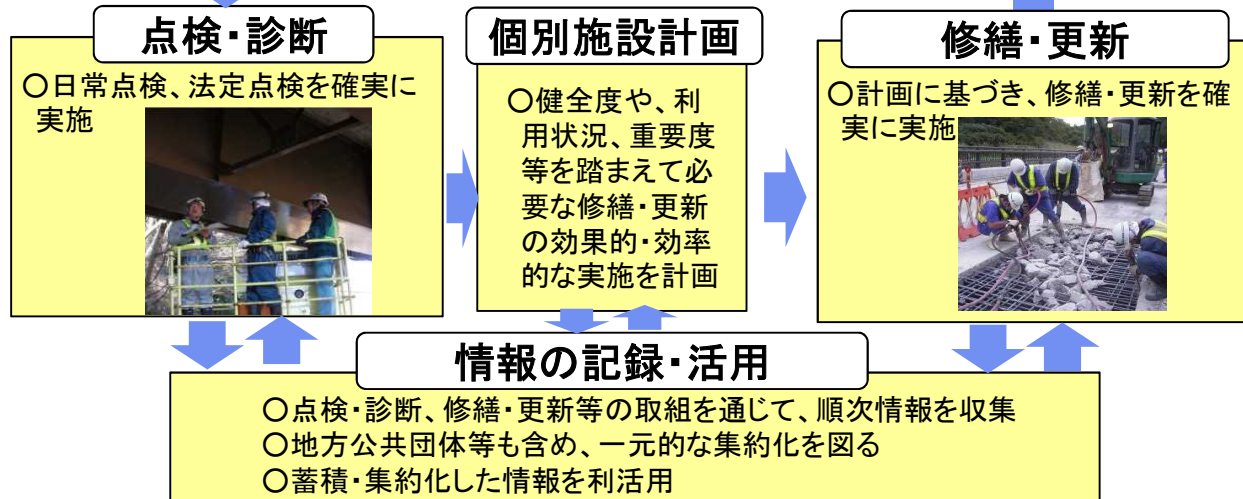 点検・診断
〇日常点検、法定点検を確実に
実施
個別施設計画
〇健全度や、利
用状況、重要度
等を踏まえて必
要な修繕・更新
の効果的・効率
的な実施を計画
修繕・更新
〇計画に基づき、修繕・更新を確
実に実施
情報の記録・活用
〇点検・診断、修繕・更新等の取組を通じて、順次情報を収集
〇地方公共団体等も含め、一元的な集約化を図る
〇蓄積・集約化した情報を利活用